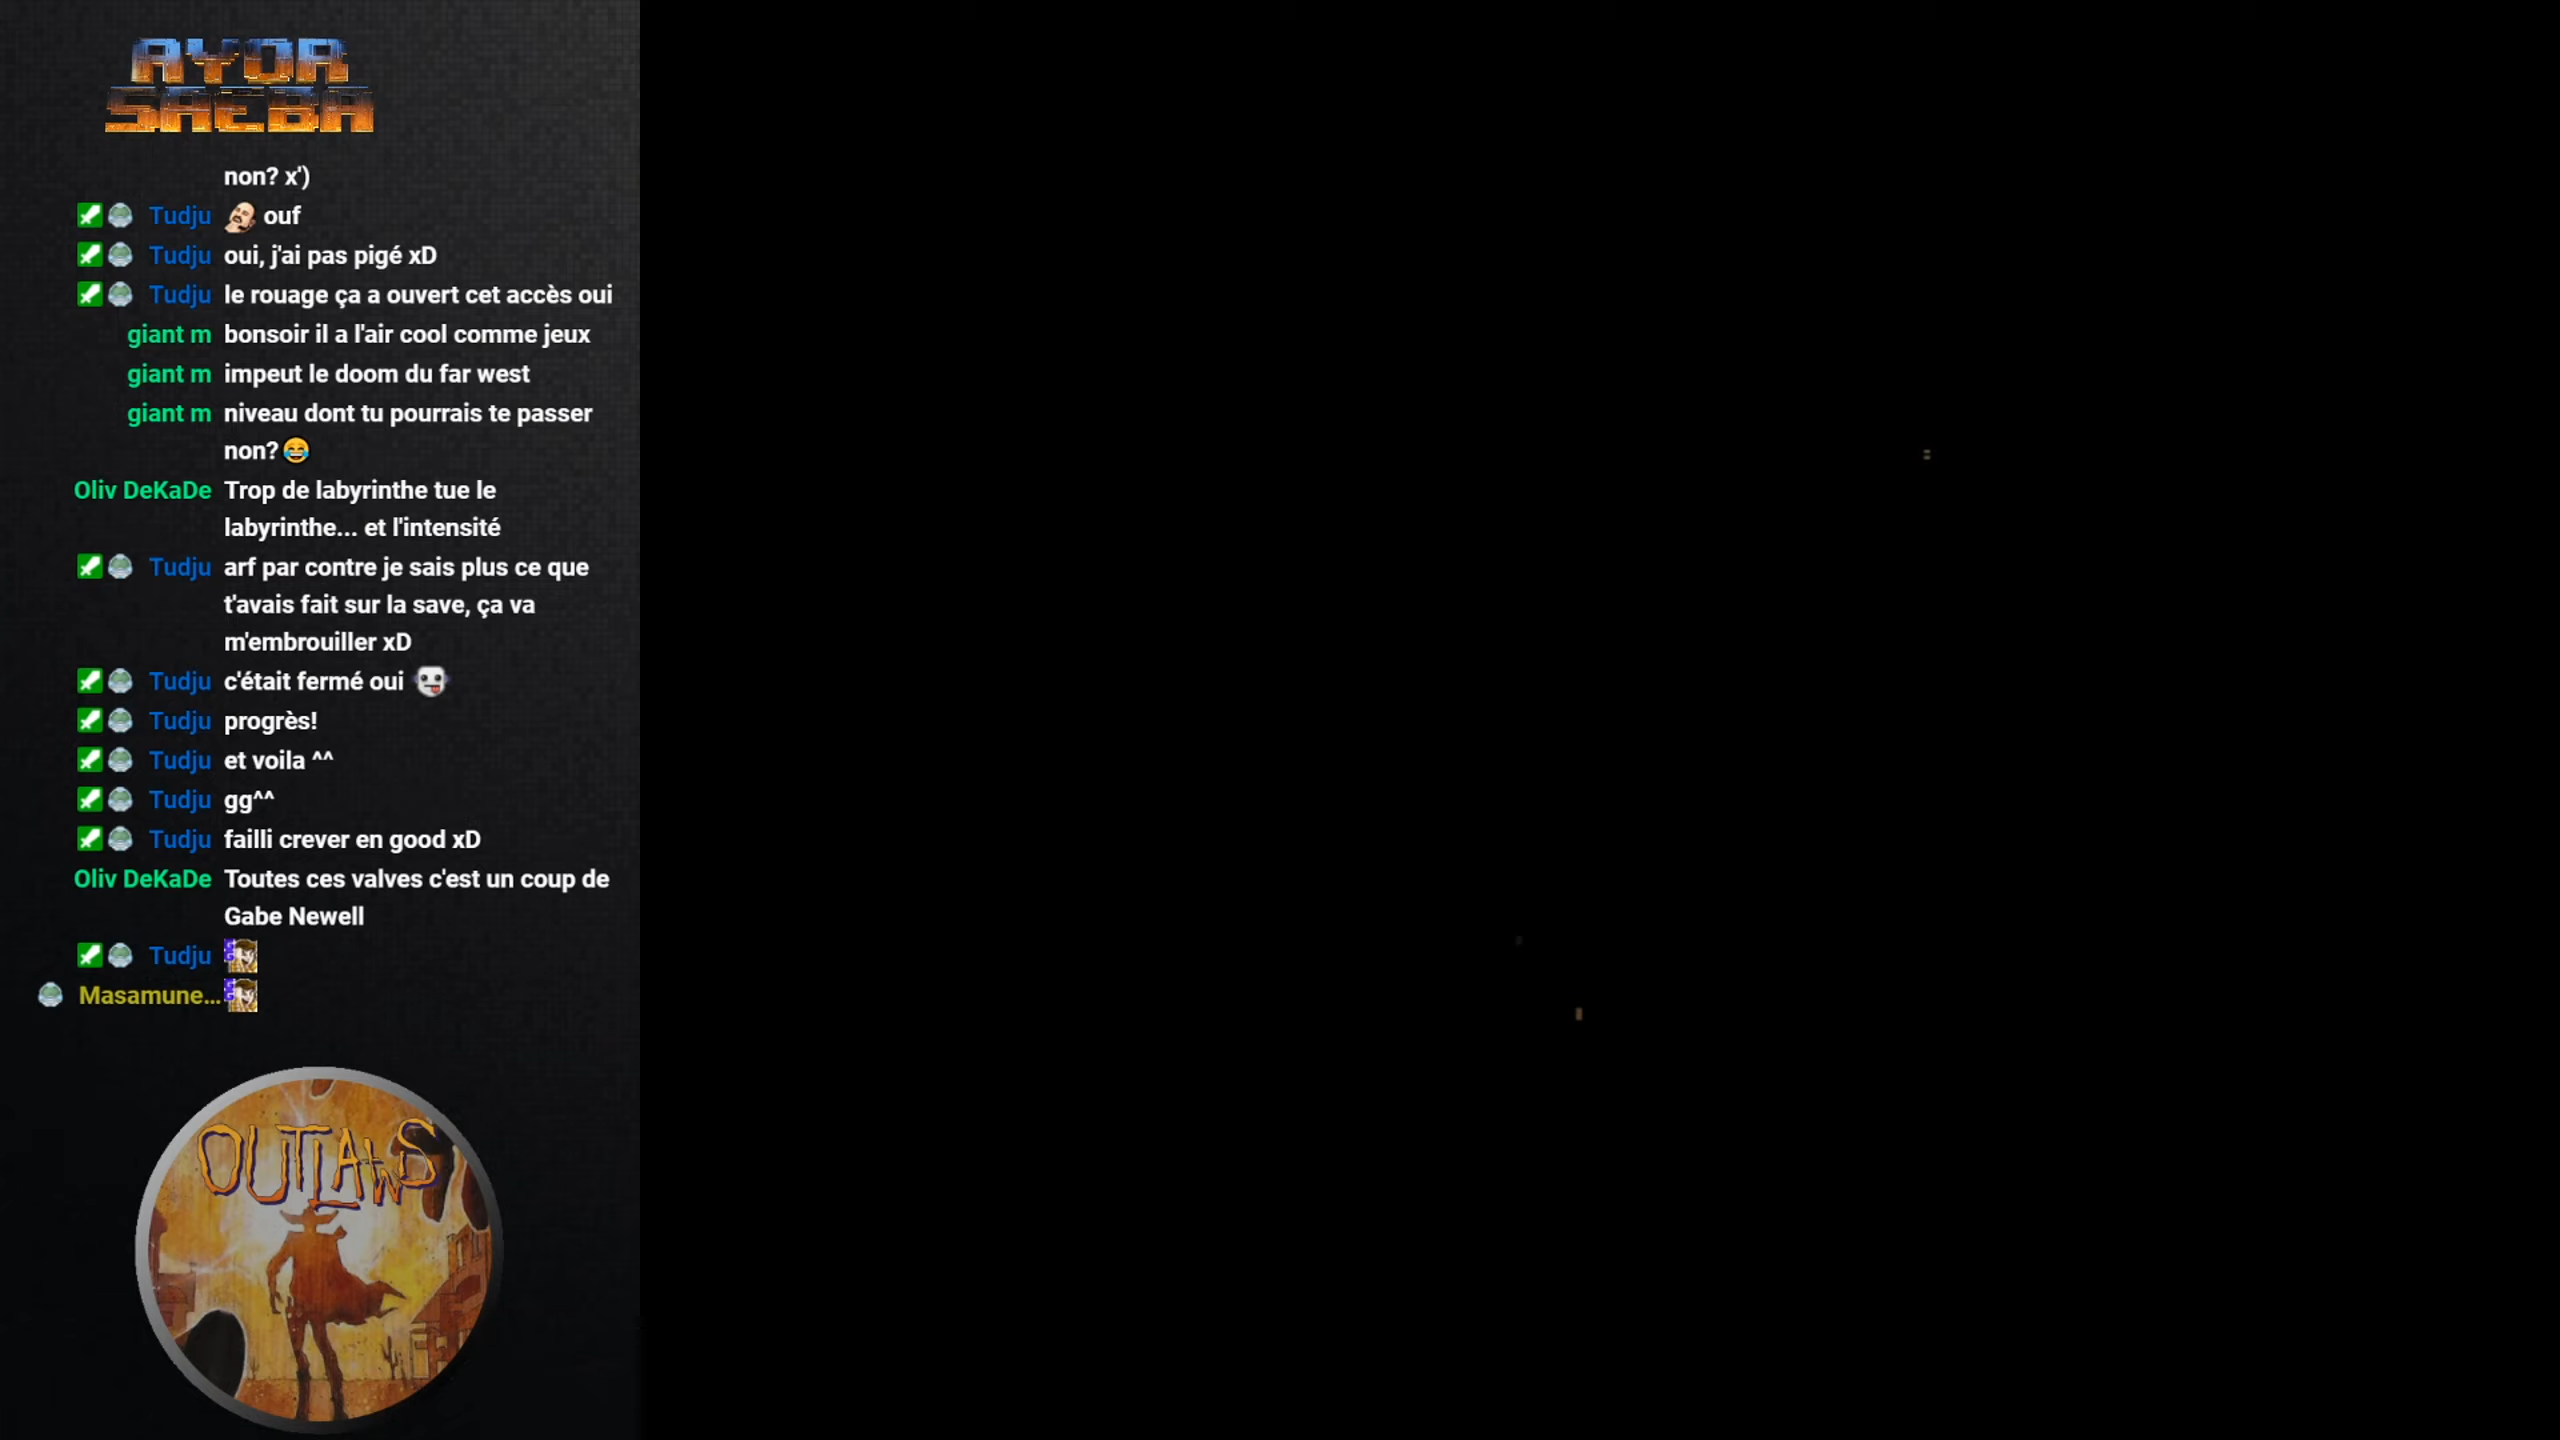 AYOR
SAEBA
non? x')
Tudju ouf
Tudju oui, j'ai pas pigé xD
Tudju le rouage ça a ouvert cet accès oui
giant m bonsoir il a l'air cool comme jeux
giant m impeut le doom du far west
giant m niveau dont tu pourrais te passer
non?😂
Oliv DeKaDe Trop de labyrinthe tue le
labyrinthe... et l'intensité
Tudju arf par contre je sais plus ce que
t'avais fait sur la save, ça va
m'embrouiller xD
Tudju c'était fermé oui
Tudju progrès!
Tudju et voila ^^
Tudju gg^^
Tudju failli crever en good xD
Oliv DeKaDe Toutes ces valves c'est un coup de
Gabe Newell
Tudju
Masamune...
OUTLAWS